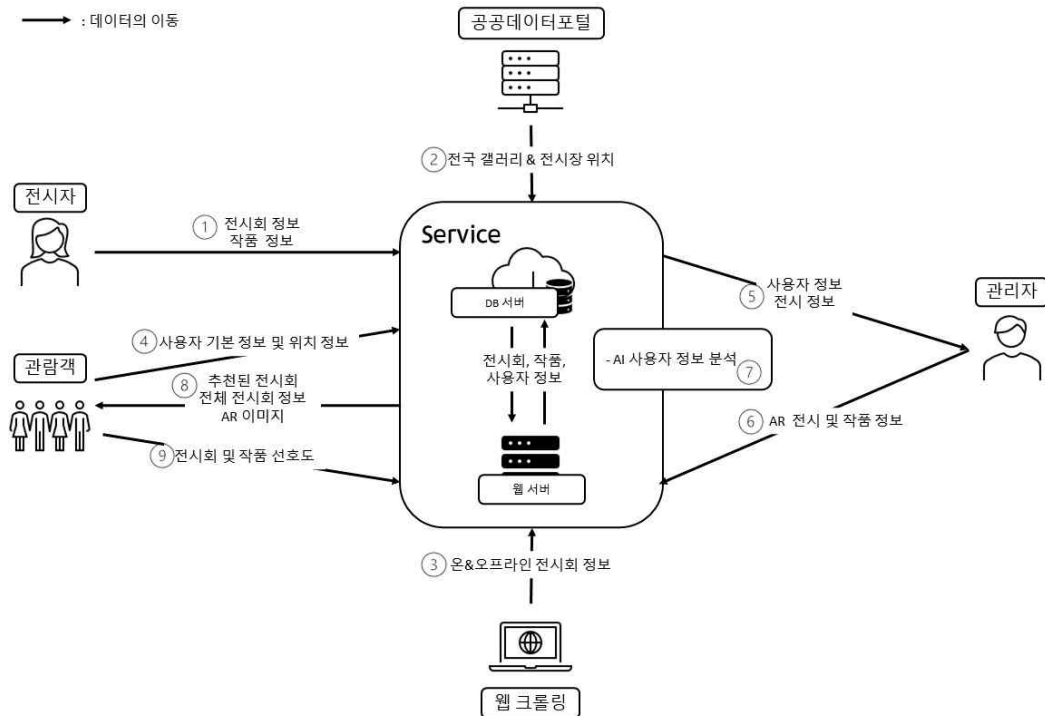 : 데이터의 이동
공공데이터포털
② 전국 갤러리 & 전시장 위치
전시자
① 전시회 정보
작품 정보
Service
DB 서버
⑤ 사용자 정보
전시 정보
관리자
④ 사용자 기본 정보 및 위치 정보
관람객
전시회, 작품,
사용자 정보
- AI 사용자 정보 분석 ⑦
⑧ 추천된 전시회
전체 전시회 정보
AR 이미지
⑥ AR 전시 및 작품 정보
⑨ 전시회 및 작품 선호도
웹 서버
③ 온&오프라인 전시회 정보
웹 크롤링